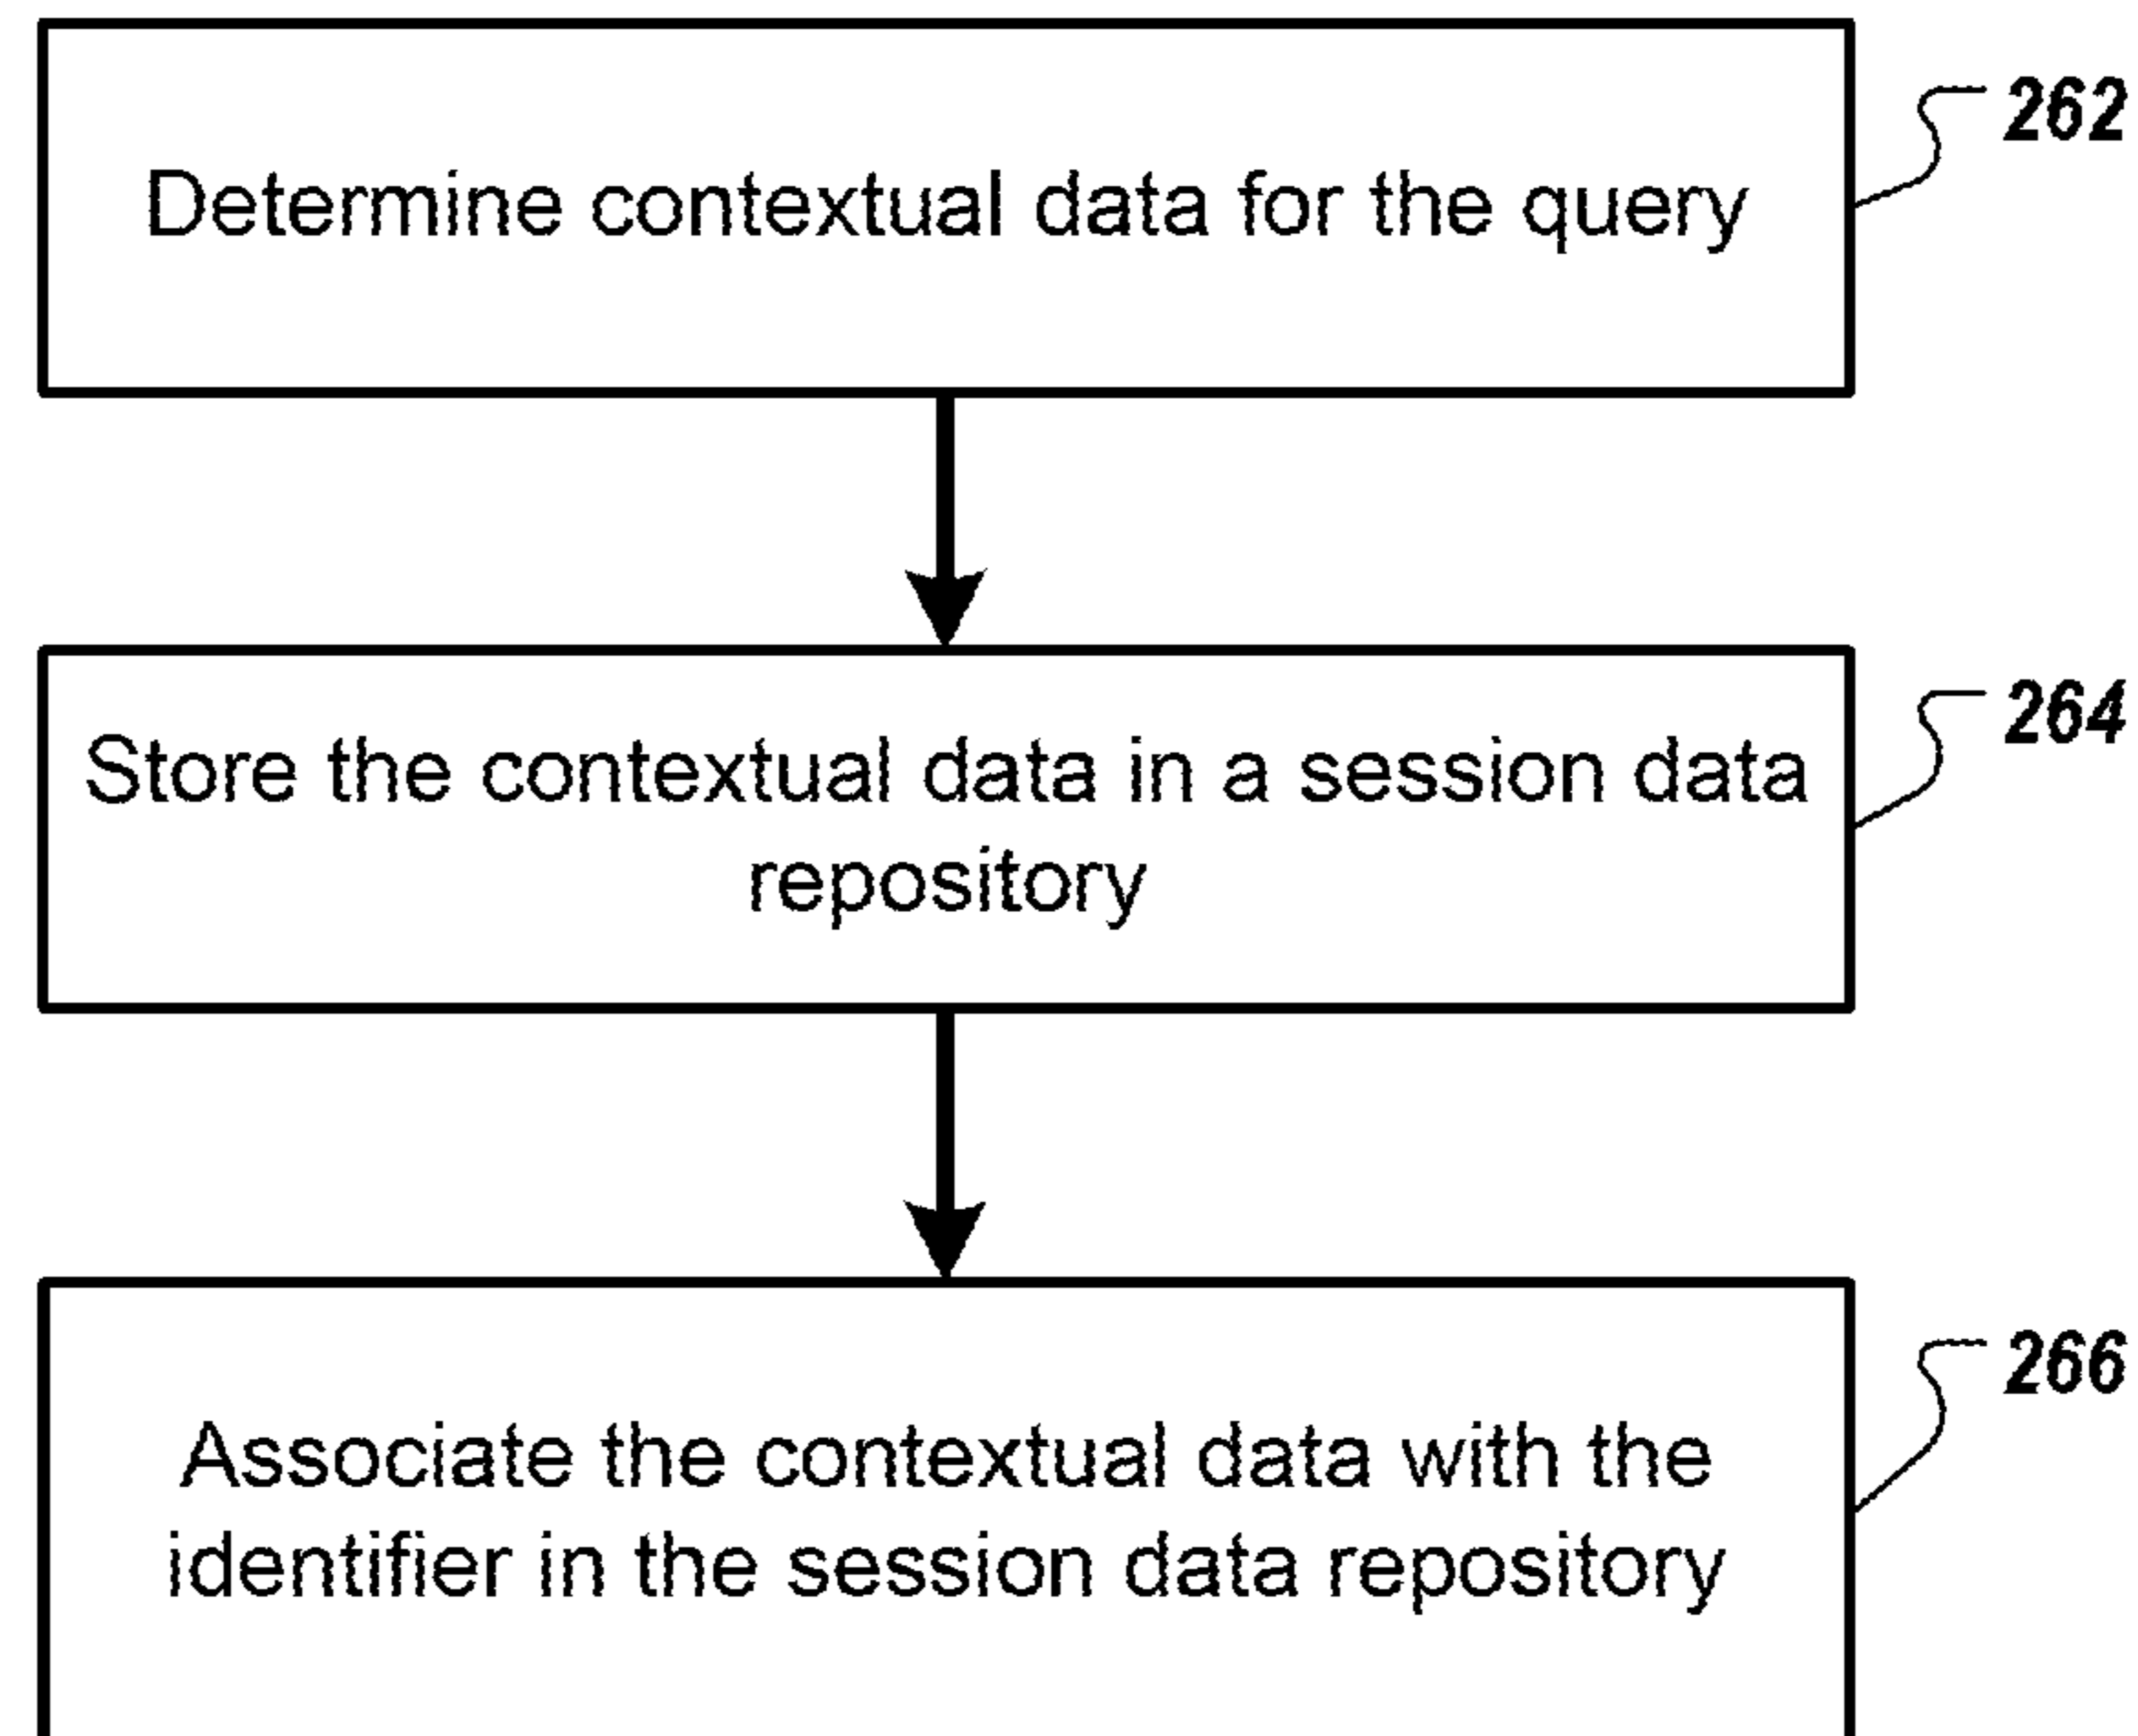 262
Determine contextual data for the query
264
Store the contextual data in a session data
repository
266
Associate the contextual data with the
identifier in the session data repository